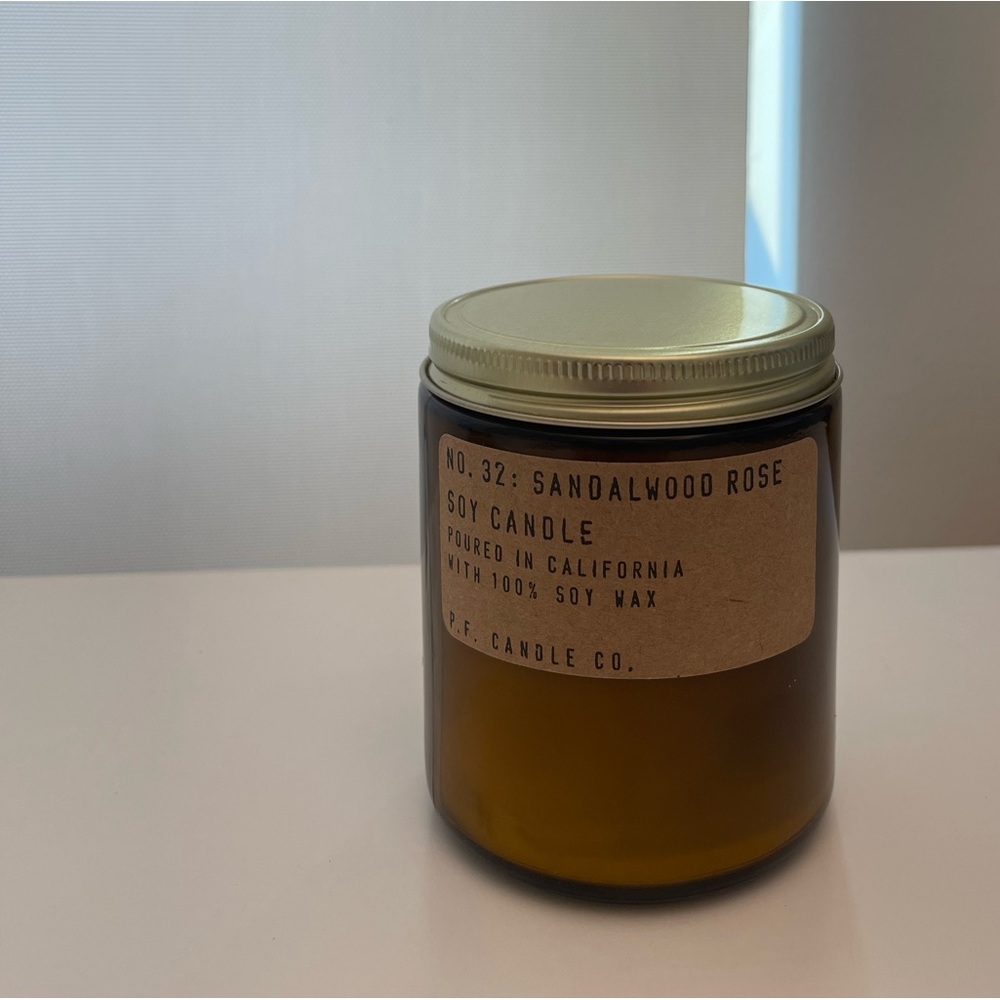 NO. 32: SANDALWOOD ROSE
SOY CANDLE
POURED IN CALIFORNIA
WITH 100% SOY WAX
P.F. CANDLE CO.